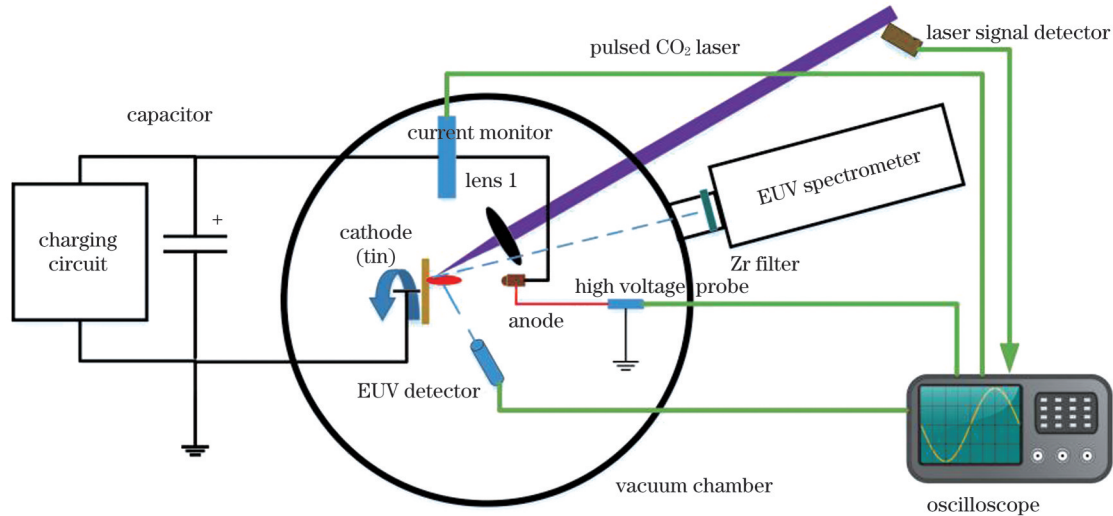 laser signal detector
pulsed CO₂ laser
capacitor
current monitor
lens 1
EUV spectrometer
+
cathode
(tin)
charging
circuit
Zr filter
high voltage probe
anode
EUV detector
vacuum chamber
oscilloscope